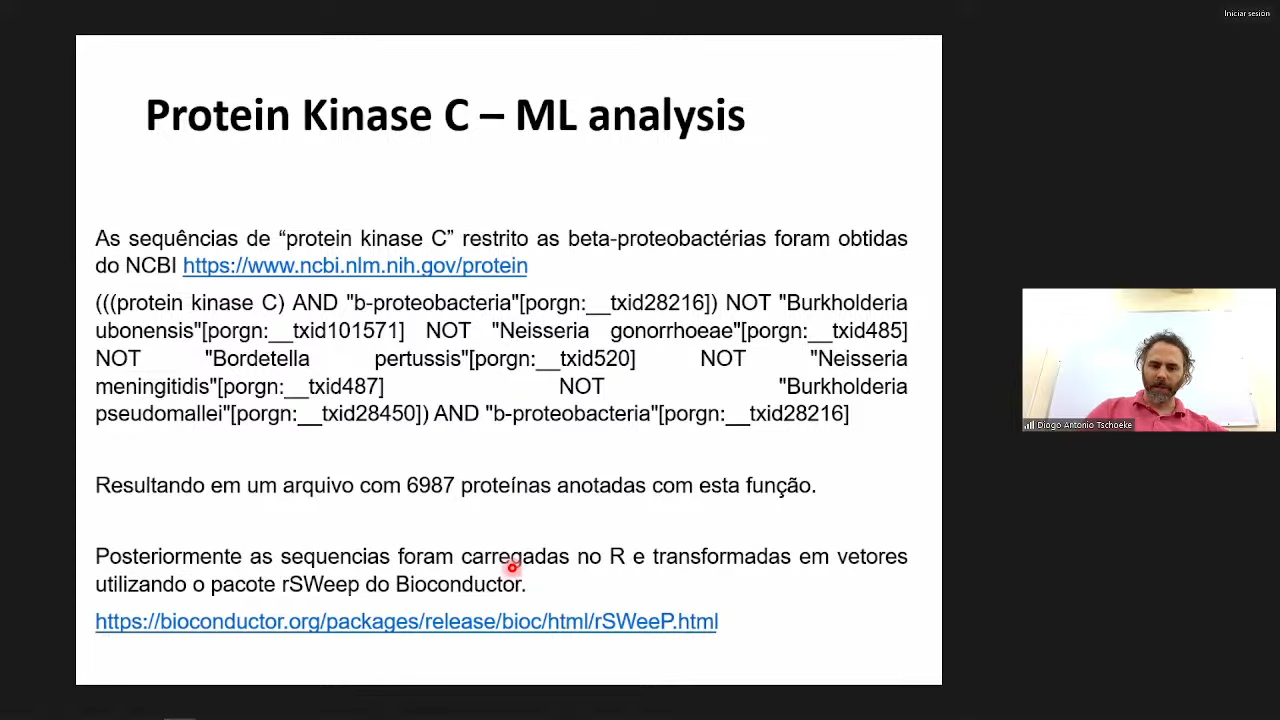 Iniciar sesión
Protein Kinase C – ML analysis
As sequências de “protein kinase C” restrito as beta-proteobactérias foram obtidas
do NCBI https://www.ncbi.nlm.nih.gov/protein
(((protein kinase C) AND "b-proteobacteria"[porgn:__txid28216]) NOT "Burkholderia
ubonensis"[porgn:__txid101571] NOT "Neisseria gonorrhoeae"[porgn:__txid485]
NOT "Bordetella pertussis"[porgn:__txid520] NOT "Neisseria
meningitidis"[porgn:__txid487] NOT "Burkholderia
pseudomallei"[porgn:__txid28450]) AND "b-proteobacteria"[porgn:__txid28216]
Resultando em um arquivo com 6987 proteínas anotadas com esta função.
Posteriormente as sequencias foram carregadas no R e transformadas em vetores
utilizando o pacote rSWeep do Bioconductor.
https://bioconductor.org/packages/release/bioc/html/rSWeeP.html
Diogo Antonio Tschoeke